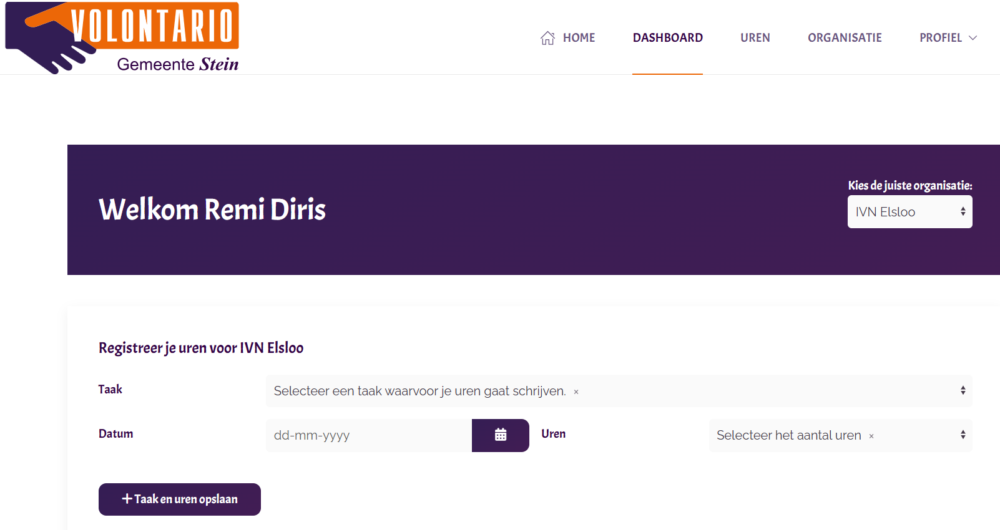 VOLONTARIO
Gemeente Stein
HOME
DASHBOARD
UREN
ORGANISATIE
PROFIEL
Welkom Remi Diris
Kies de juiste organisatie:
IVN Elsloo
Registreer je uren voor IVN Elsloo
Taak
Selecteer een taak waarvoor je uren gaat schrijven. ×
Datum
dd-mm-yyyy
Uren
Selecteer het aantal uren ×
+ Taak en uren opslaan